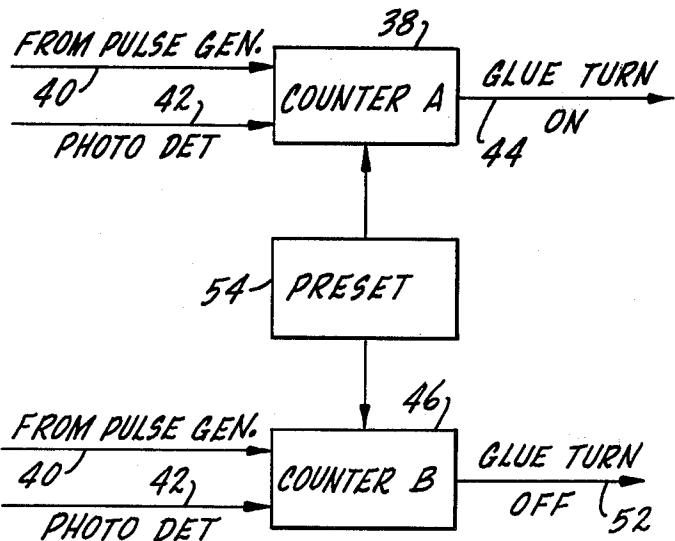 38
FROM PULSE GEN.
40
42
PHOTO DET
COUNTER A
GLUE TURN
ON
44
54
PRESET
46
FROM PULSE GEN.
40
42
PHOTO DET
COUNTER B
GLUE TURN
OFF
52